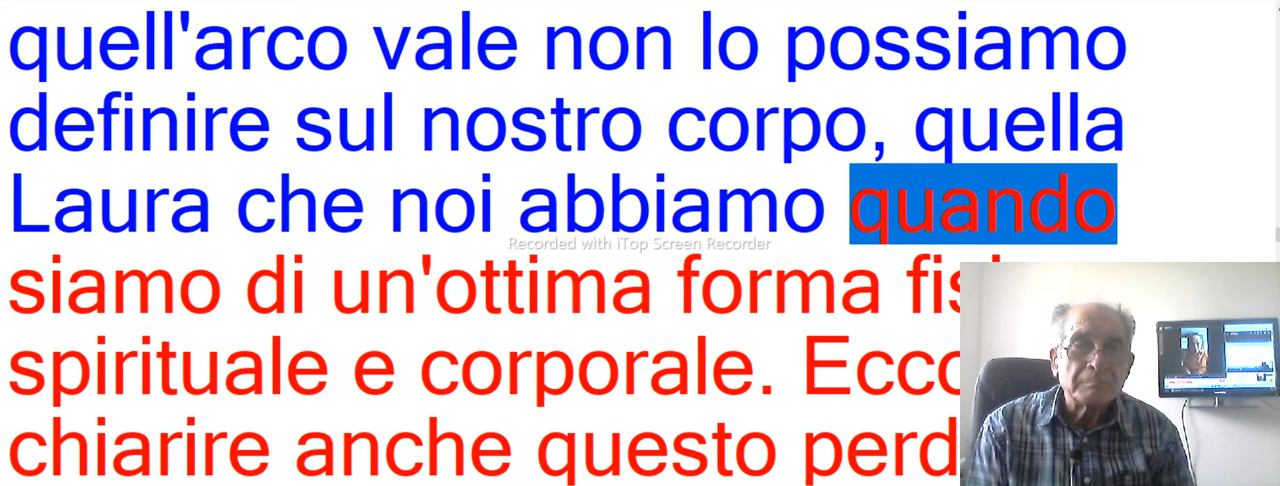 quell'arco vale non lo possiamo
definire sul nostro corpo, quella
Laura che noi abbiamo quando
Recorded with iTop Screen Recorder
siamo di un'ottima forma
spirituale e corporale.
chiarire anche questo